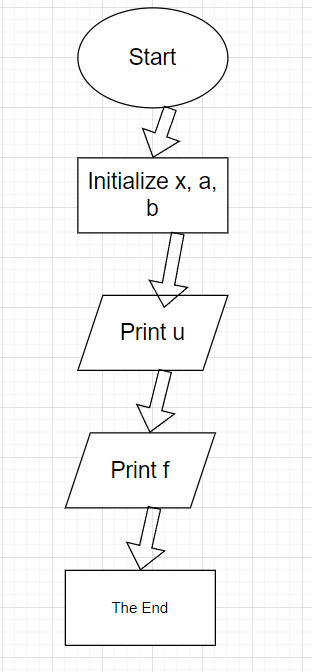 Start
Initialize x, a,
b
Print u
Print f
The End